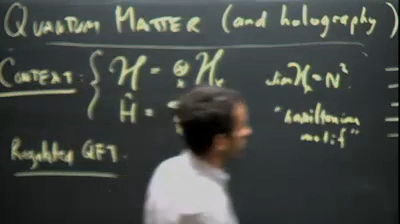 QUANTUM MATTER (and holography)
CONTEXT: { ℋ = ⊗ₓ ℋₓ dim ℋₓ = N²
Ĥ = "Hamiltonian
motif"
Regulated QFT.